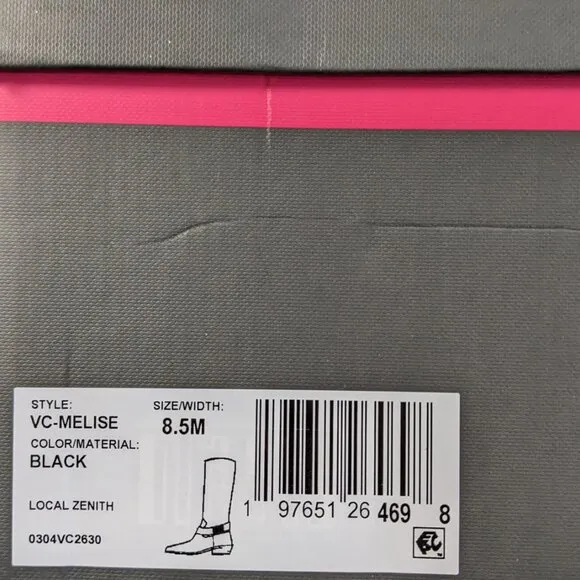 STYLE:
VC-MELISE
SIZE/WIDTH:
8.5M
COLOR/MATERIAL:
BLACK
LOCAL ZENITH
0304VC2630
1 97651 26 469 8